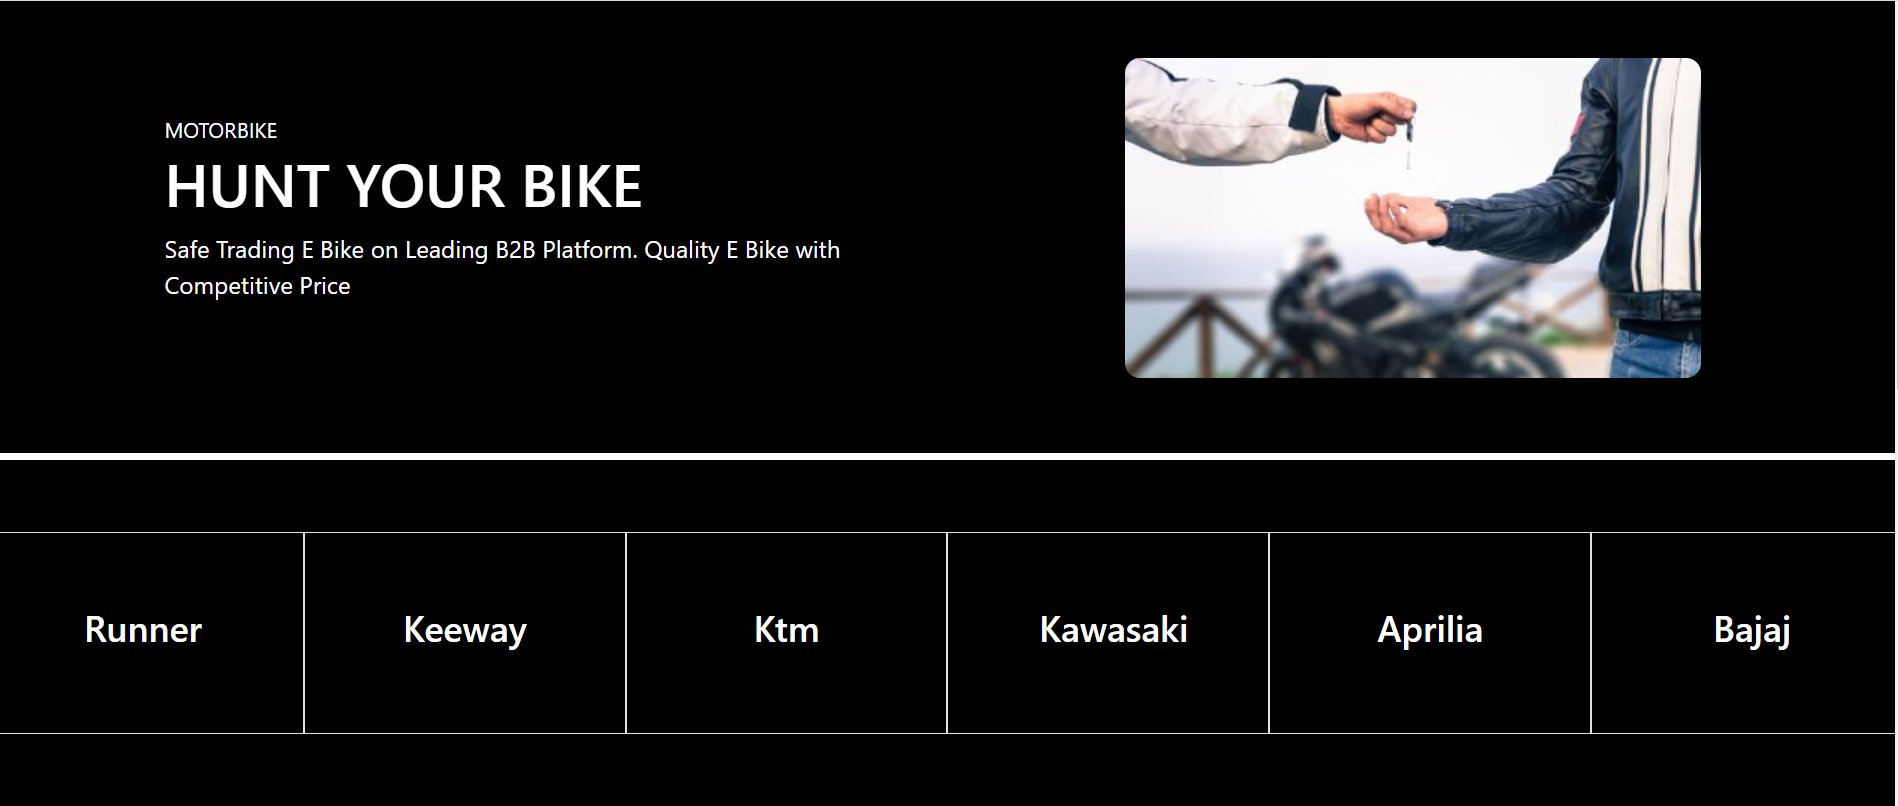 MOTORBIKE
HUNT YOUR BIKE
Safe Trading E Bike on Leading B2B Platform. Quality E Bike with
Competitive Price
Runner
Keeway
Ktm
Kawasaki
Aprilia
Bajaj